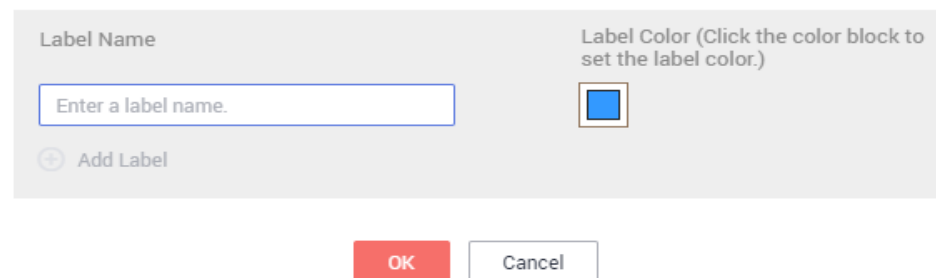 Label Name
Label Color (Click the color block to
set the label color.)
Enter a label name.
Add Label
OK
Cancel